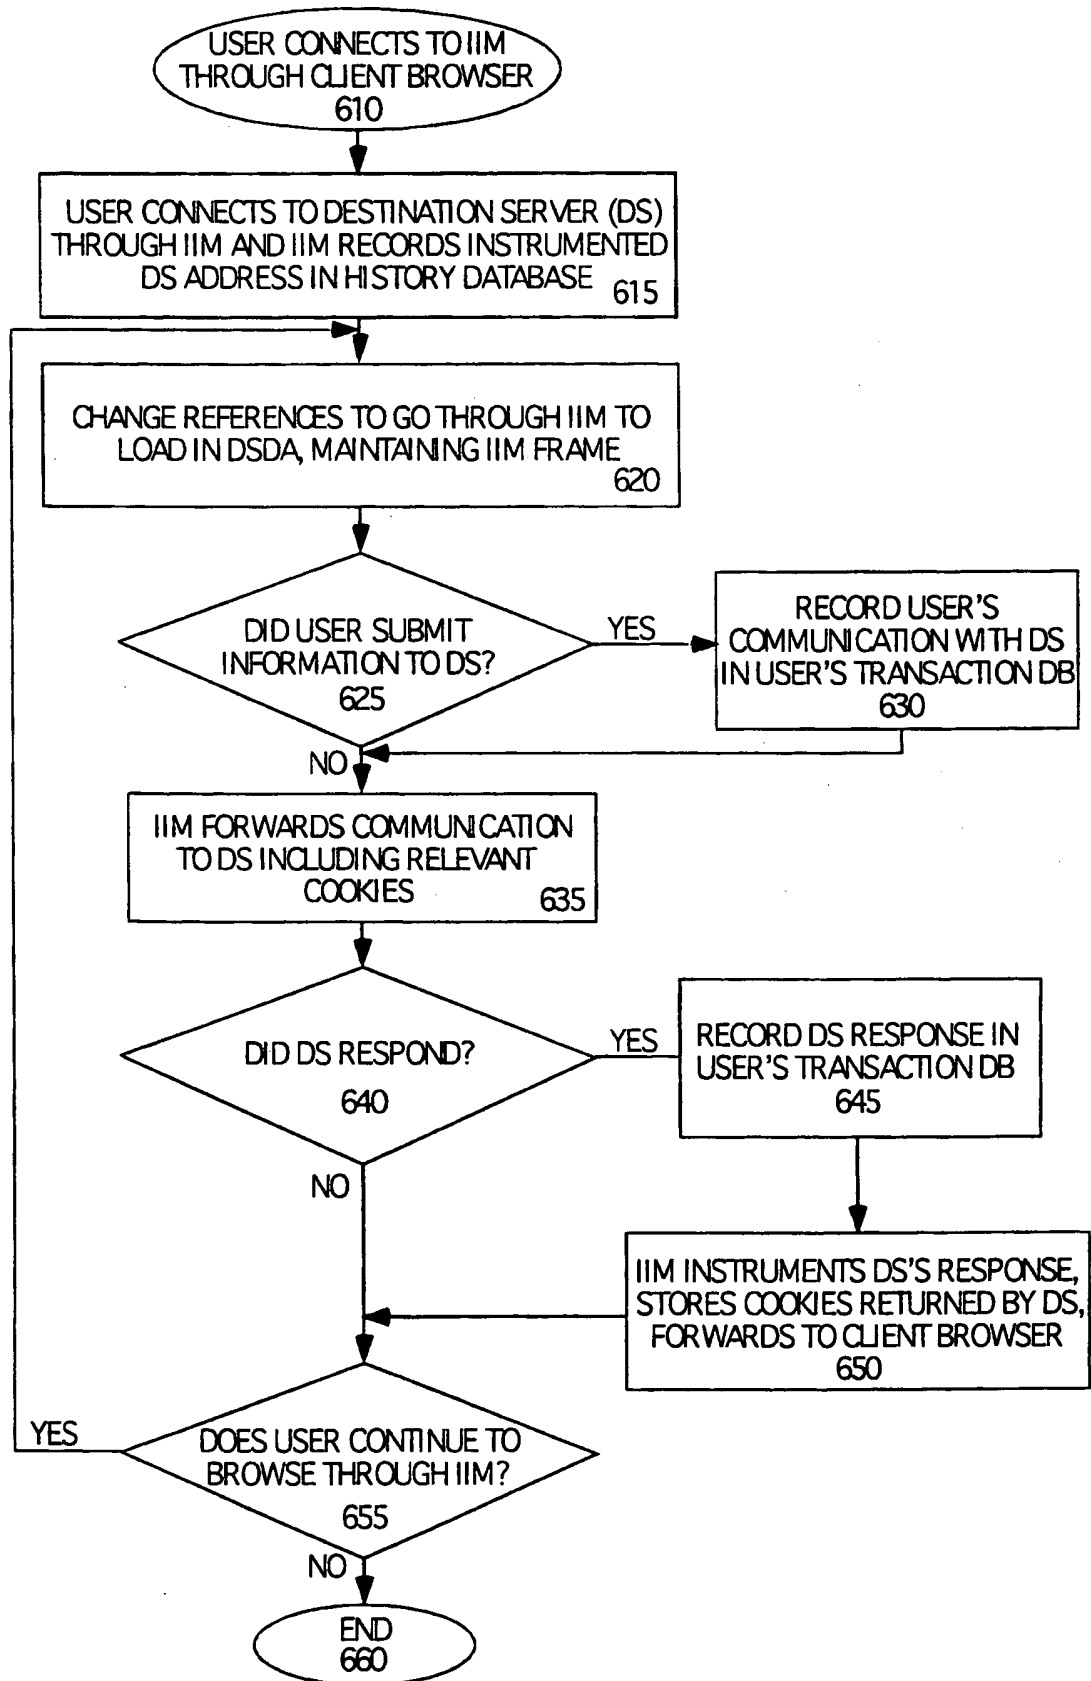 USER CONNECTS TO IIM
THROUGH CLIENT BROWSER
610
USER CONNECTS TO DESTINATION SERVER (DS)
THROUGH IIM AND IIM RECORDS INSTRUMENTED
DS ADDRESS IN HISTORY DATABASE
615
CHANGE REFERENCES TO GO THROUGH IIM TO
LOAD IN DSDA, MAINTAINING IIM FRAME
620
DID USER SUBMIT
INFORMATION TO DS?
625
YES
RECORD USER'S
COMMUNICATION WITH DS
IN USER'S TRANSACTION DB
630
NO
IIM FORWARDS COMMUNICATION
TO DS INCLUDING RELEVANT
COOKIES
635
DID DS RESPOND?
640
YES
RECORD DS RESPONSE IN
USER'S TRANSACTION DB
645
NO
IIM INSTRUMENTS DS'S RESPONSE,
STORES COOKIES RETURNED BY DS,
FORWARDS TO CLIENT BROWSER
650
YES
DOES USER CONTINUE TO
BROWSE THROUGH IIM?
655
NO
END
660